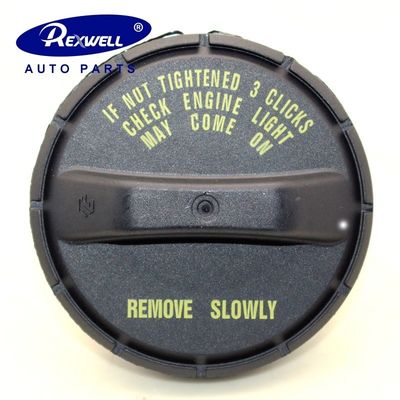 REXWELL ®
AUTO PARTS
IF NOT TIGHTENED 3 CLICKS
CHECK ENGINE LIGHT
MAY COME ON
REMOVE SLOWLY